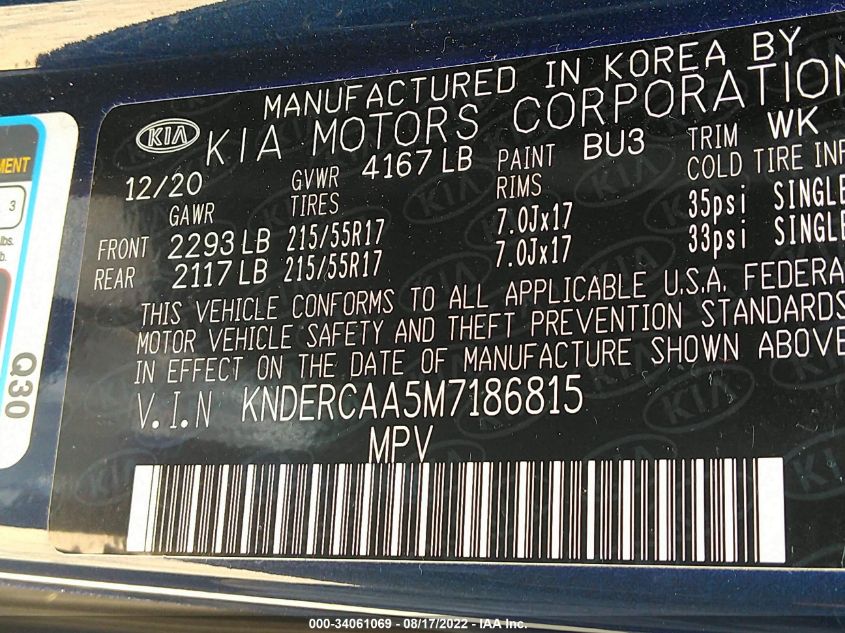 MANUFACTURED IN KOREA BY
KIA KIA MOTORS CORPORATION
12/20 GVWR 4167 LB PAINT BU3 TRIM WK
GAWR TIRES RIMS COLD TIRE INF
FRONT 2293 LB 215/55R17 7.0Jx17 35psi SINGLE
REAR 2117 LB 215/55R17 7.0Jx17 33psi SINGLE
THIS VEHICLE CONFORMS TO ALL APPLICABLE U.S.A. FEDERA
MOTOR VEHICLE SAFETY AND THEFT PREVENTION STANDARDS
IN EFFECT ON THE DATE OF MANUFACTURE SHOWN ABOVE
V.I.N KNDERCAA5M7186815
MPV
MENT
3
lbs.
b.
Q30
000-34061069 - 08/17/2022 - IAA Inc.